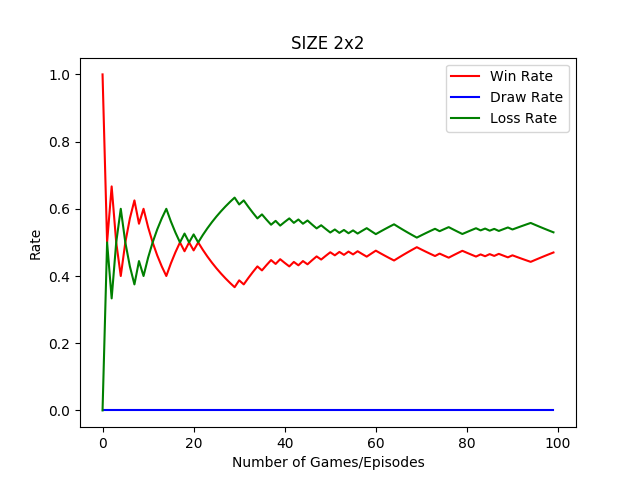 SIZE 2x2
Win Rate
Draw Rate
Loss Rate
Rate
1.0
0.8
0.6
0.4
0.2
0.0
0 20 40 60 80 100
Number of Games/Episodes